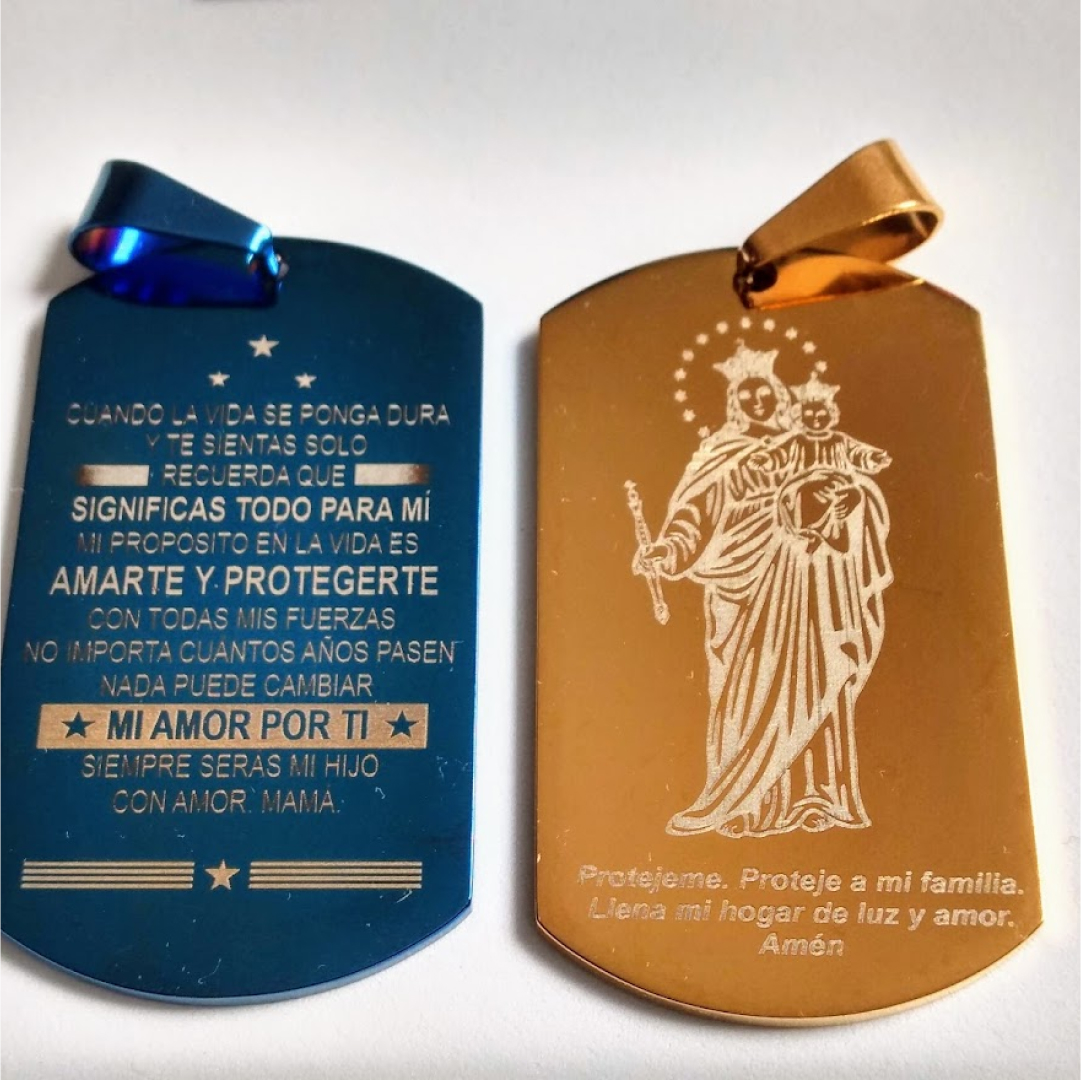 CUANDO LA VIDA SE PONGA DURA
Y TE SIENTAS SOLO
RECUERDA QUE
SIGNIFICAS TODO PARA MÍ
MI PROPOSITO EN LA VIDA ES
AMARTE Y PROTEGERTE
CON TODAS MIS FUERZAS
NO IMPORTA CUÁNTOS AÑOS PASEN
NADA PUEDE CAMBIAR
★ MI AMOR POR TI ★
SIEMPRE SERAS MI HIJO
CON AMOR. MAMÁ.
Protejeme. Proteje a mi familia.
Llena mi hogar de luz y amor.
Amén